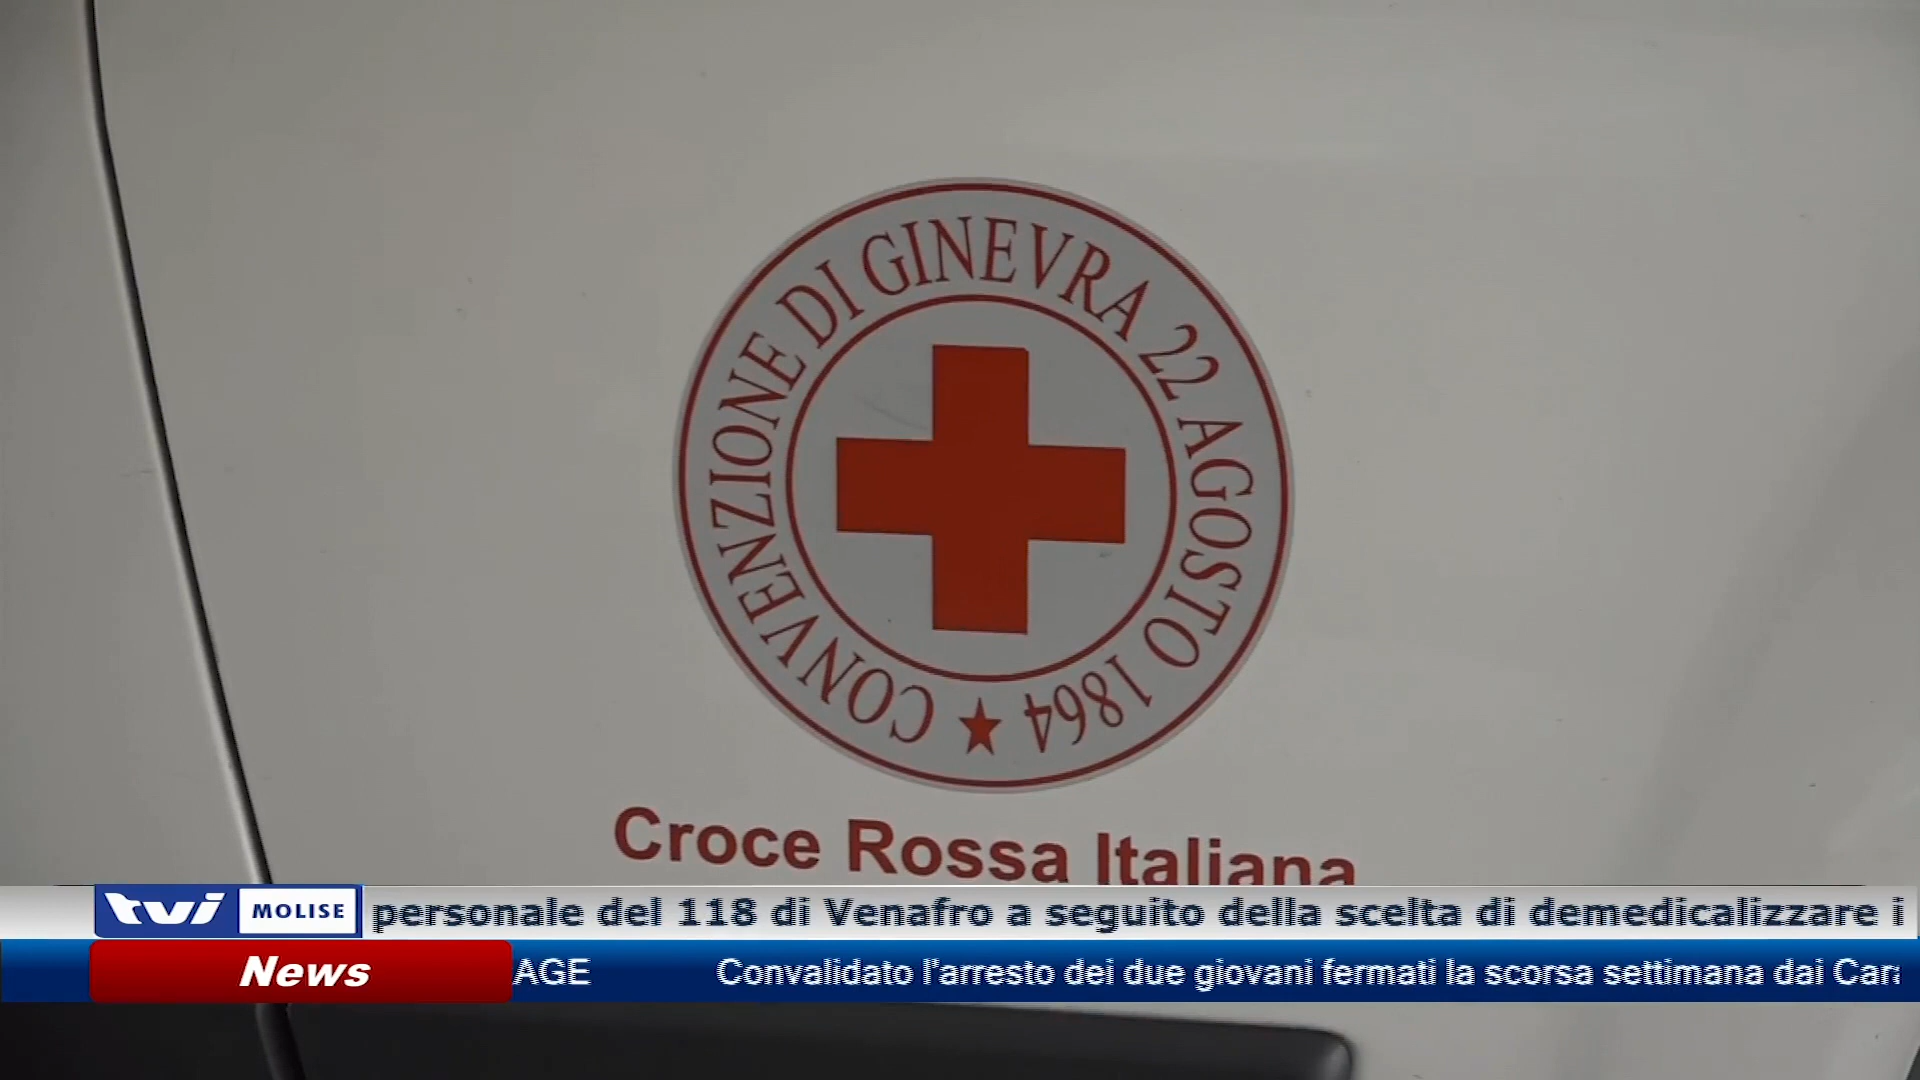 CONVENZIONE DI GINEVRA 22 AGOSTO 1864
Croce Rossa Italiana
tvi MOLISE
personale del 118 di Venafro a seguito della scelta di demedicalizzare i
News
AGE Convalidato l'arresto dei due giovani fermati la scorsa settimana dai